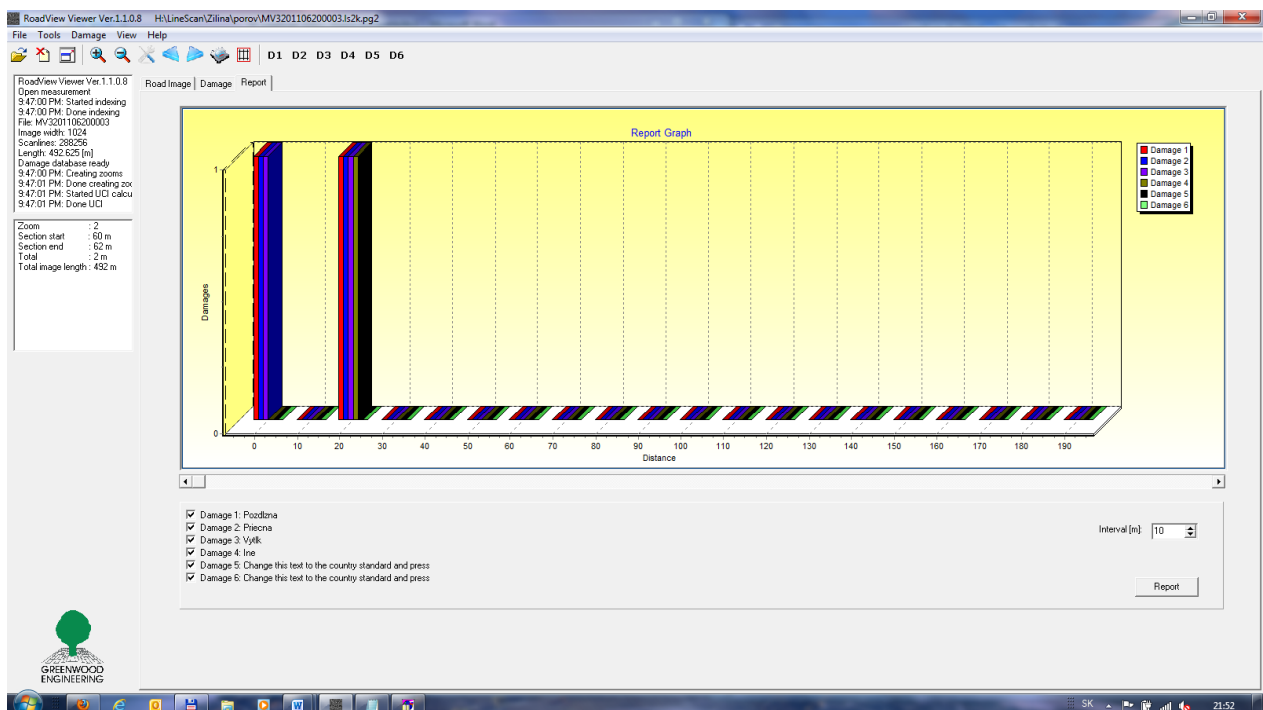 RoadView Viewer Ver.1.1.0.8 H:\LineScan\Zilina\porov\MV3201106200003.ls2k.pg2
File Tools Damage View Help
D1 D2 D3 D4 D5 D6
RoadView Viewer Ver.1.1.0.8
Open measurement
9:47:00 PM: Started indexing
9:47:00 PM: Done indexing
File: MV3201106200003
Image width: 1024
Scanlines: 288256
Length: 492.625 [m]
Damage database ready
9:47:00 PM: Creating zooms
9:47:01 PM: Done creating zoo
9:47:01 PM: Started UCI calcu
9:47:01 PM: Done UCI
Zoom : 2
Section start : 60 m
Section end : 62 m
Total : 2 m
Total image length : 492 m
Road Image Damage Report
Report Graph
Damage 1
Damage 2
Damage 3
Damage 4
Damage 5
Damage 6
1
Damages
0
0 10 20 30 40 50 60 70 80 90 100 110 120 130 140 150 160 170 180 190
Distance
Damage 1: Pozdlzna
Damage 2: Priecna
Damage 3: Vytlk
Damage 4: Ine
Damage 5: Change this text to the country standard and press
Damage 6: Change this text to the country standard and press
Interval [m]: 10
Report
GREENWOOD
ENGINEERING
SK 21:52